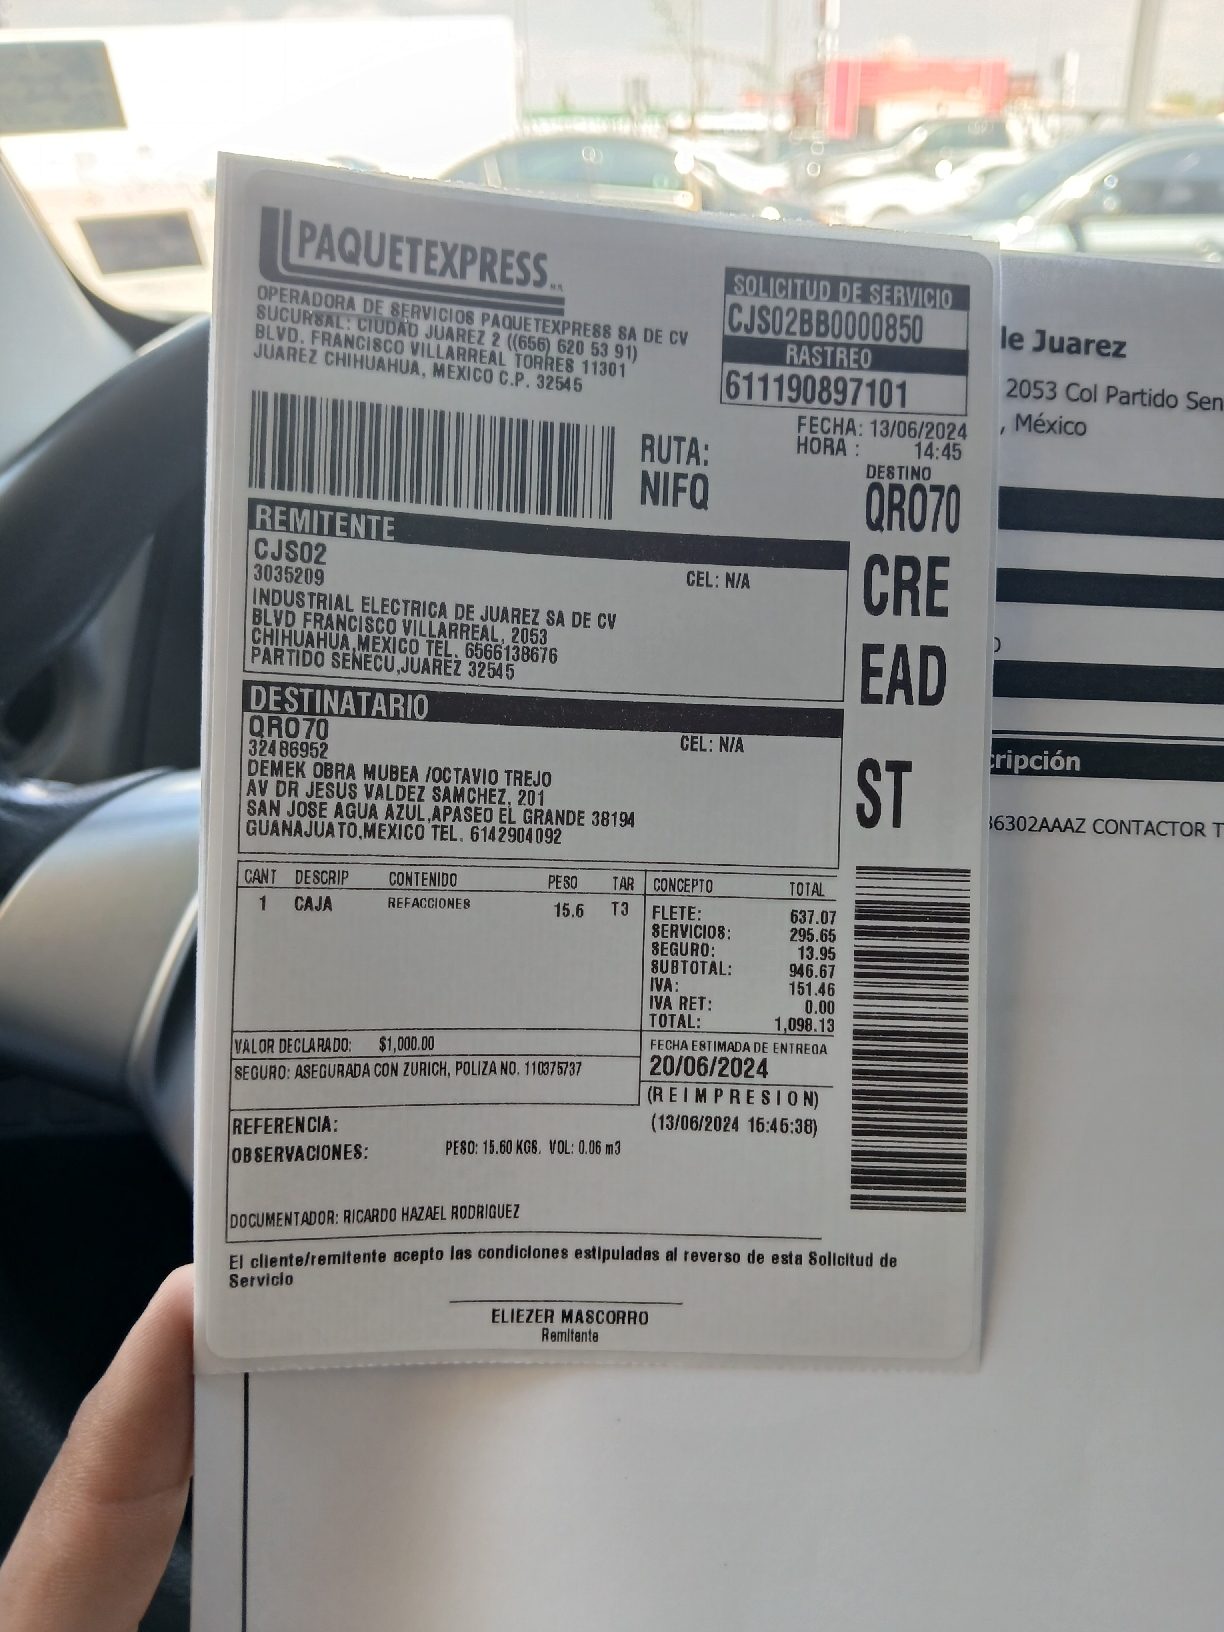 PAQUETEXPRESS
OPERADORA DE SERVICIOS PAQUETEXPRESS SA DE CV
SUCURSAL: CIUDAD JUAREZ 2 ((656) 620 53 91)
BLVD. FRANCISCO VILLARREAL TORRES 11301
JUAREZ CHIHUAHUA, MEXICO C.P. 32545
SOLICITUD DE SERVICIO
CJS02BB0000850
RASTREO
611190897101
FECHA: 13/06/2024
HORA : 14:45
RUTA:
NIFQ
DESTINO
QRO70
CRE
EAD
ST
REMITENTE
CJS02
3035209
CEL: N/A
INDUSTRIAL ELECTRICA DE JUAREZ SA DE CV
BLVD FRANCISCO VILLARREAL, 2053
CHIHUAHUA,MEXICO TEL. 6566138676
PARTIDO SENECU,JUAREZ 32545
DESTINATARIO
QRO70
32486952
CEL: N/A
DEMEK OBRA MUBEA /OCTAVIO TREJO
AV DR JESUS VALDEZ SAMCHEZ, 201
SAN JOSE AGUA AZUL,APASEO EL GRANDE 38194
GUANAJUATO,MEXICO TEL. 6142904092
CANT DESCRIP CONTENIDO PESO TAR
1 CAJA REFACCIONES 15.6 T3
CONCEPTO TOTAL
FLETE: 637.07
SERVICIOS: 295.65
SEGURO: 13.95
SUBTOTAL: 946.67
IVA: 151.46
IVA RET: 0.00
TOTAL: 1,098.13
VALOR DECLARADO: $1,000.00
SEGURO: ASEGURADA CON ZURICH, POLIZA NO. 110375737
FECHA ESTIMADA DE ENTREGA
20/06/2024
(REIMPRESION)
(13/06/2024 15:45:38)
REFERENCIA:
OBSERVACIONES: PESO: 15.60 KGS. VOL: 0.06 m3
DOCUMENTADOR: RICARDO HAZAEL RODRIGUEZ
El cliente/remitente acepto las condiciones estipuladas al reverso de esta Solicitud de
Servicio
ELIEZER MASCORRO
Remitente
le Juarez
2053 Col Partido Sen
, México
cripción
36302AAAZ CONTACTOR T